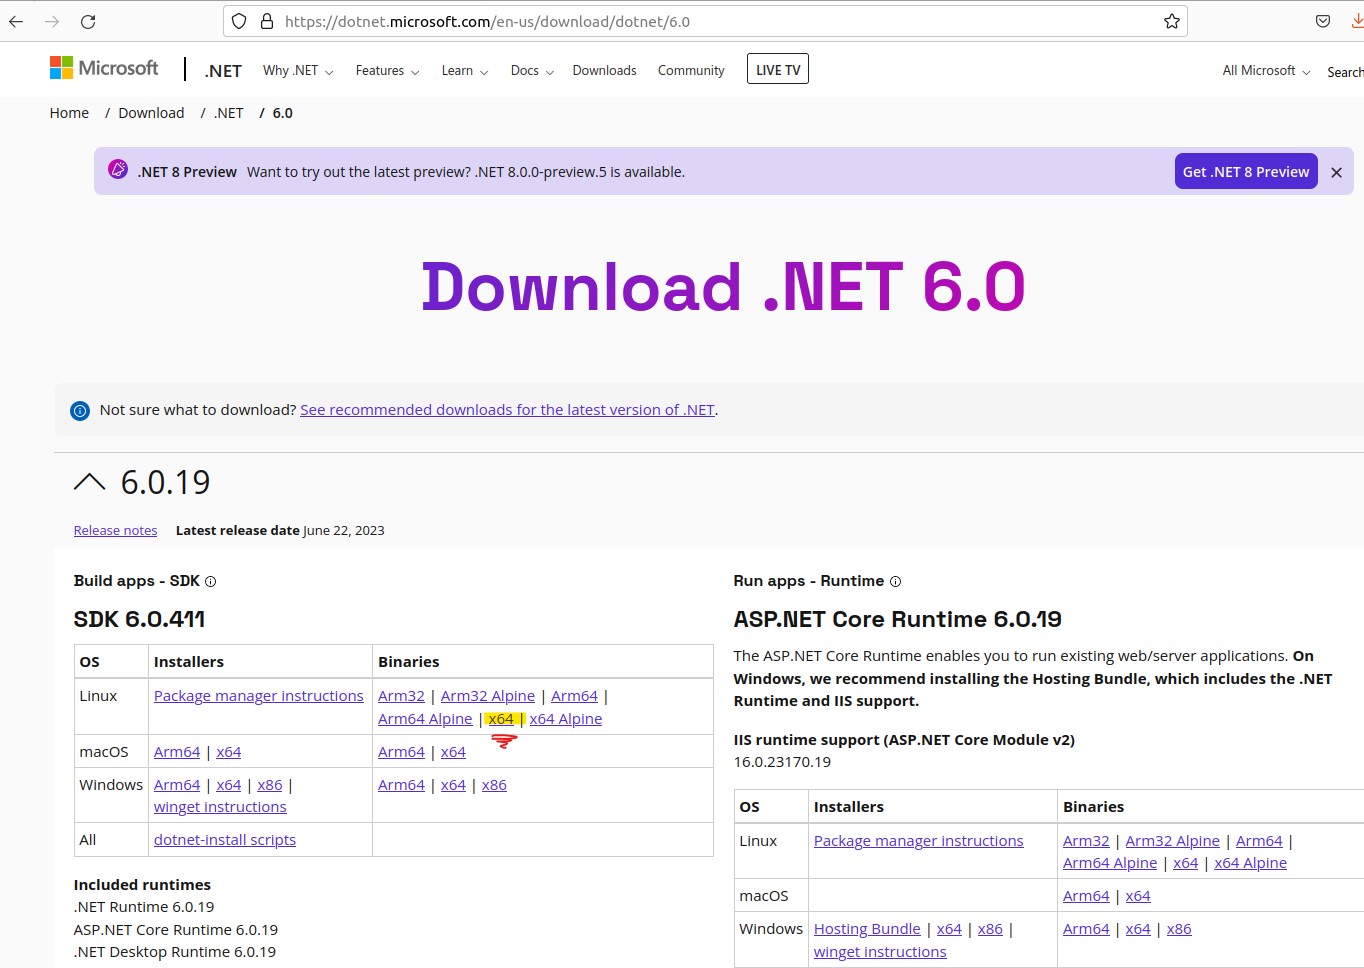 https://dotnet.microsoft.com/en-us/download/dotnet/6.0
Microsoft .NET Why .NET Features Learn Docs Downloads Community LIVE TV All Microsoft Search
Home / Download / .NET / 6.0
.NET 8 Preview Want to try out the latest preview? .NET 8.0.0-preview.5 is available. Get .NET 8 Preview
Download .NET 6.0
Not sure what to download? See recommended downloads for the latest version of .NET.
6.0.19
Release notes Latest release date June 22, 2023
Build apps - SDK
SDK 6.0.411
OS Installers Binaries
Linux Package manager instructions Arm32 | Arm32 Alpine | Arm64 |
Arm64 Alpine | x64 | x64 Alpine
macOS Arm64 | x64 Arm64 | x64
Windows Arm64 | x64 | x86 | Arm64 | x64 | x86
winget instructions
All dotnet-install scripts
Included runtimes
.NET Runtime 6.0.19
ASP.NET Core Runtime 6.0.19
.NET Desktop Runtime 6.0.19
Run apps - Runtime
ASP.NET Core Runtime 6.0.19
The ASP.NET Core Runtime enables you to run existing web/server applications. On
Windows, we recommend installing the Hosting Bundle, which includes the .NET
Runtime and IIS support.
IIS runtime support (ASP.NET Core Module v2)
16.0.23170.19
OS Installers Binaries
Linux Package manager instructions Arm32 | Arm32 Alpine | Arm64 |
Arm64 Alpine | x64 | x64 Alpine
macOS Arm64 | x64
Windows Hosting Bundle | x64 | x86 | Arm64 | x64 | x86
winget instructions